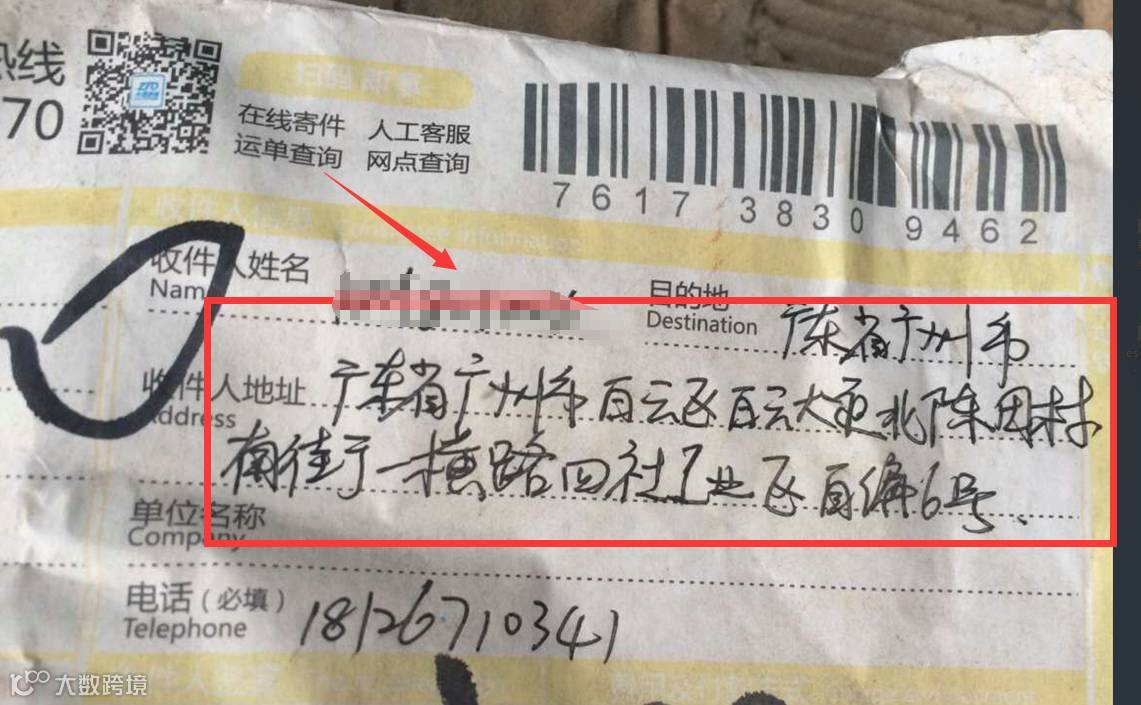 热线
70
在线寄件 人工客服
运单查询 网点查询
7617 3830 9462
收件人姓名
Name
目的地
Destination
广东省广州市
收件人地址
Address
广东省广州市白云区白云大道北陈田村
南街于一横路四社工业区自编6号
单位名称
Company
电话（必填）
Telephone
18126710341
大数跨境